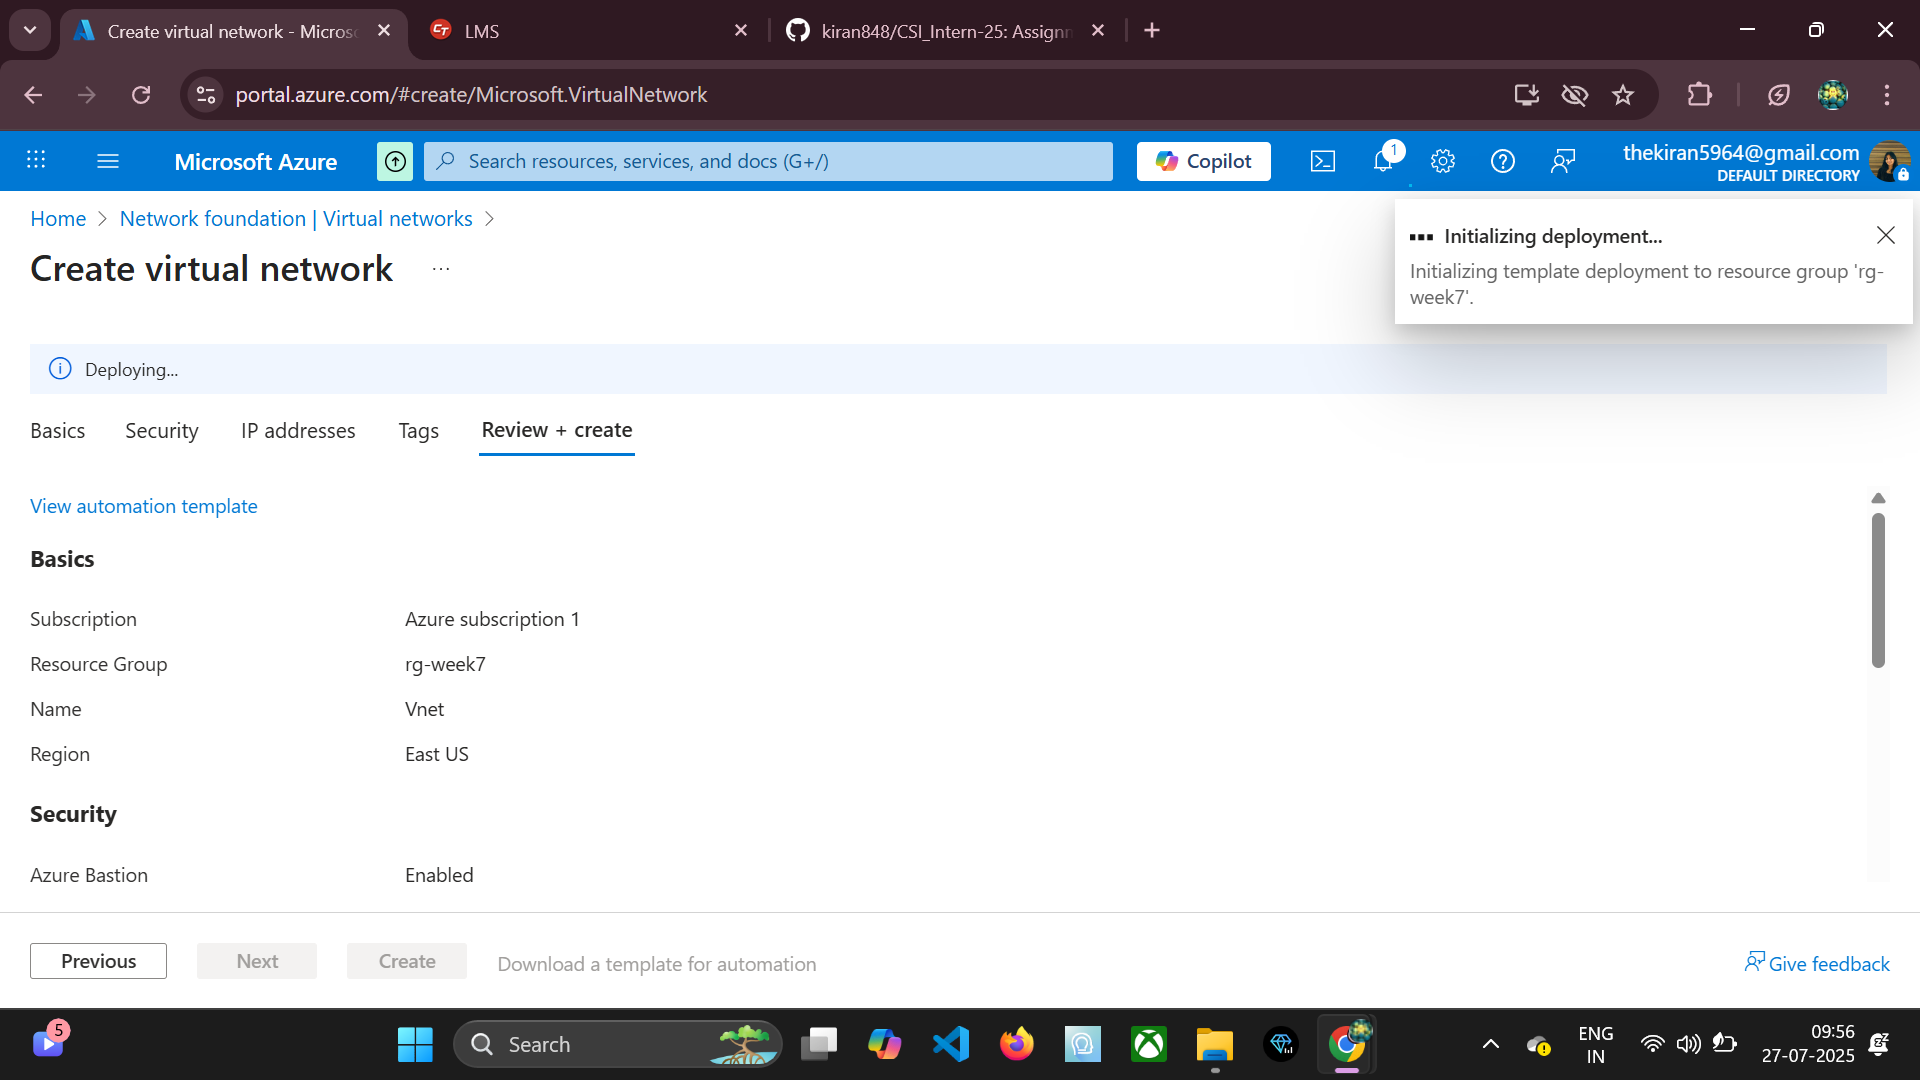 Create virtual network - Micros
LMS
kiran848/CSI_Intern-25: Assignm
portal.azure.com/#create/Microsoft.VirtualNetwork
Microsoft Azure
Search resources, services, and docs (G+/)
Copilot
1
thekiran5964@gmail.com
DEFAULT DIRECTORY
Home
Network foundation | Virtual networks
Create virtual network
...
Initializing deployment...
Initializing template deployment to resource group 'rg-
week7'.
Deploying...
Basics
Security
IP addresses
Tags
Review + create
View automation template
Basics
Subscription
Azure subscription 1
Resource Group
rg-week7
Name
Vnet
Region
East US
Security
Azure Bastion
Enabled
Previous
Next
Create
Download a template for automation
Give feedback
5
Search
ENG
IN
09:56
27-07-2025